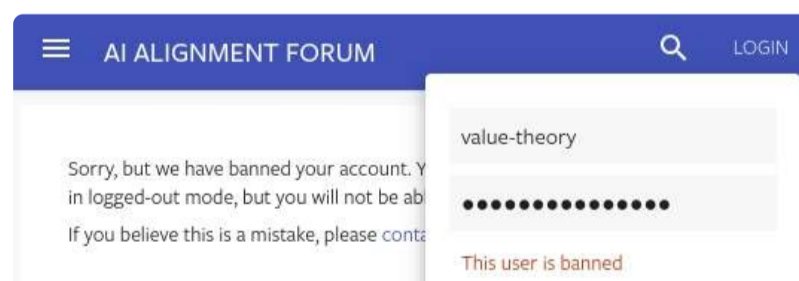 AI ALIGNMENT FORUM
LOGIN
Sorry, but we have banned your account. Y
in logged-out mode, but you will not be ab
If you believe this is a mistake, please conta
value-theory
•••••••••••••••
This user is banned